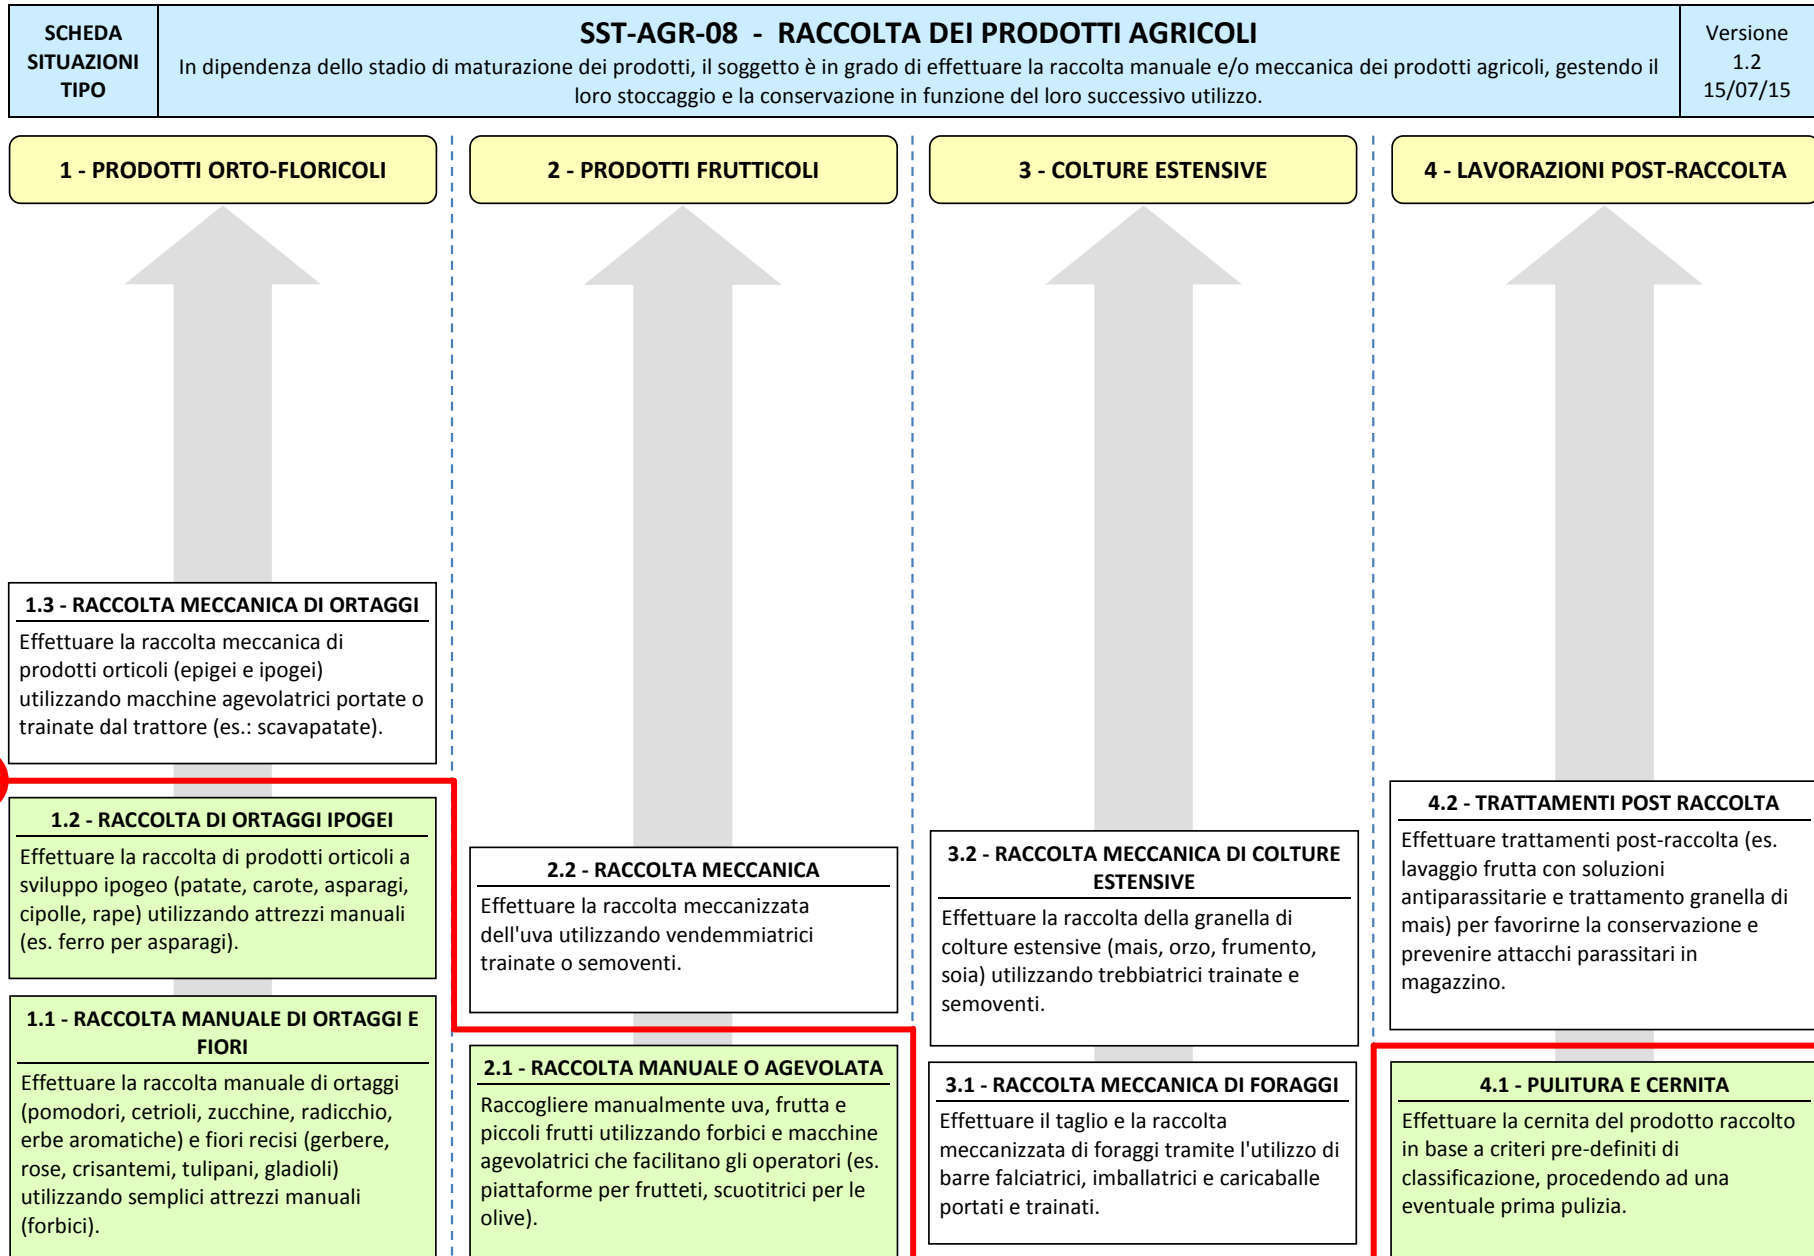 SCHEDA
SITUAZIONI
TIPO
SST-AGR-08 - RACCOLTA DEI PRODOTTI AGRICOLI
In dipendenza dello stadio di maturazione dei prodotti, il soggetto è in grado di effettuare la raccolta manuale e/o meccanica dei prodotti agricoli, gestendo il
loro stoccaggio e la conservazione in funzione del loro successivo utilizzo.
Versione
1.2
15/07/15
1 - PRODOTTI ORTO-FLORICOLI
2 - PRODOTTI FRUTTICOLI
3 - COLTURE ESTENSIVE
4 - LAVORAZIONI POST-RACCOLTA
1.3 - RACCOLTA MECCANICA DI ORTAGGI
Effettuare la raccolta meccanica di
prodotti orticoli (epigei e ipogei)
utilizzando macchine agevolatrici portate o
trainate dal trattore (es.: scavapatate).
1.2 - RACCOLTA DI ORTAGGI IPOGEI
Effettuare la raccolta di prodotti orticoli a
sviluppo ipogeo (patate, carote, asparagi,
cipolle, rape) utilizzando attrezzi manuali
(es. ferro per asparagi).
1.1 - RACCOLTA MANUALE DI ORTAGGI E
FIORI
Effettuare la raccolta manuale di ortaggi
(pomodori, cetrioli, zucchine, radicchio,
erbe aromatiche) e fiori recisi (gerbere,
rose, crisantemi, tulipani, gladioli)
utilizzando semplici attrezzi manuali
(forbici).
2.2 - RACCOLTA MECCANICA
Effettuare la raccolta meccanizzata
dell'uva utilizzando vendemmiatrici
trainate o semoventi.
2.1 - RACCOLTA MANUALE O AGEVOLATA
Raccogliere manualmente uva, frutta e
piccoli frutti utilizzando forbici e macchine
agevolatrici che facilitano gli operatori (es.
piattaforme per frutteti, scuotitrici per le
olive).
3.2 - RACCOLTA MECCANICA DI COLTURE
ESTENSIVE
Effettuare la raccolta della granella di
colture estensive (mais, orzo, frumento,
soia) utilizzando trebbiatrici trainate e
semoventi.
3.1 - RACCOLTA MECCANICA DI FORAGGI
Effettuare il taglio e la raccolta
meccanizzata di foraggi tramite l'utilizzo di
barre falciatrici, imballatrici e caricaballe
portati e trainati.
4.2 - TRATTAMENTI POST RACCOLTA
Effettuare trattamenti post-raccolta (es.
lavaggio frutta con soluzioni
antiparassitarie e trattamento granella di
mais) per favorirne la conservazione e
prevenire attacchi parassitari in
magazzino.
4.1 - PULITURA E CERNITA
Effettuare la cernita del prodotto raccolto
in base a criteri pre-definiti di
classificazione, procedendo ad una
eventuale prima pulizia.